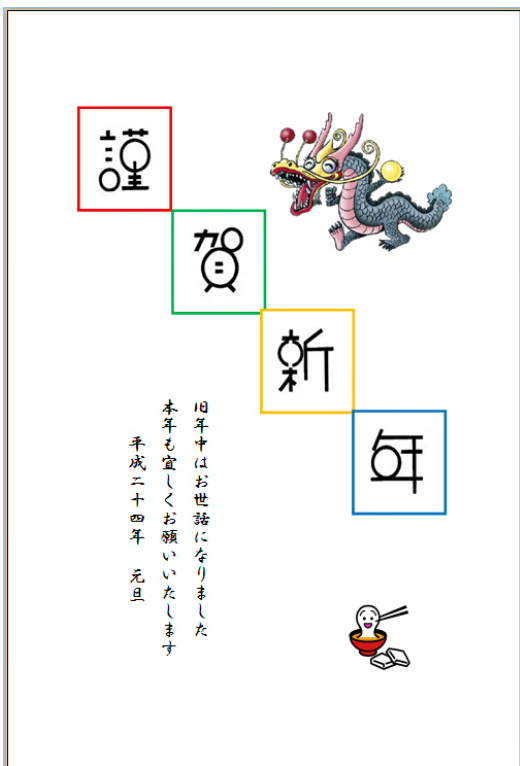 謹
賀
新
年
旧年中はお世話になりました
本年も宜しくお願いいたします
平成二十四年　元旦